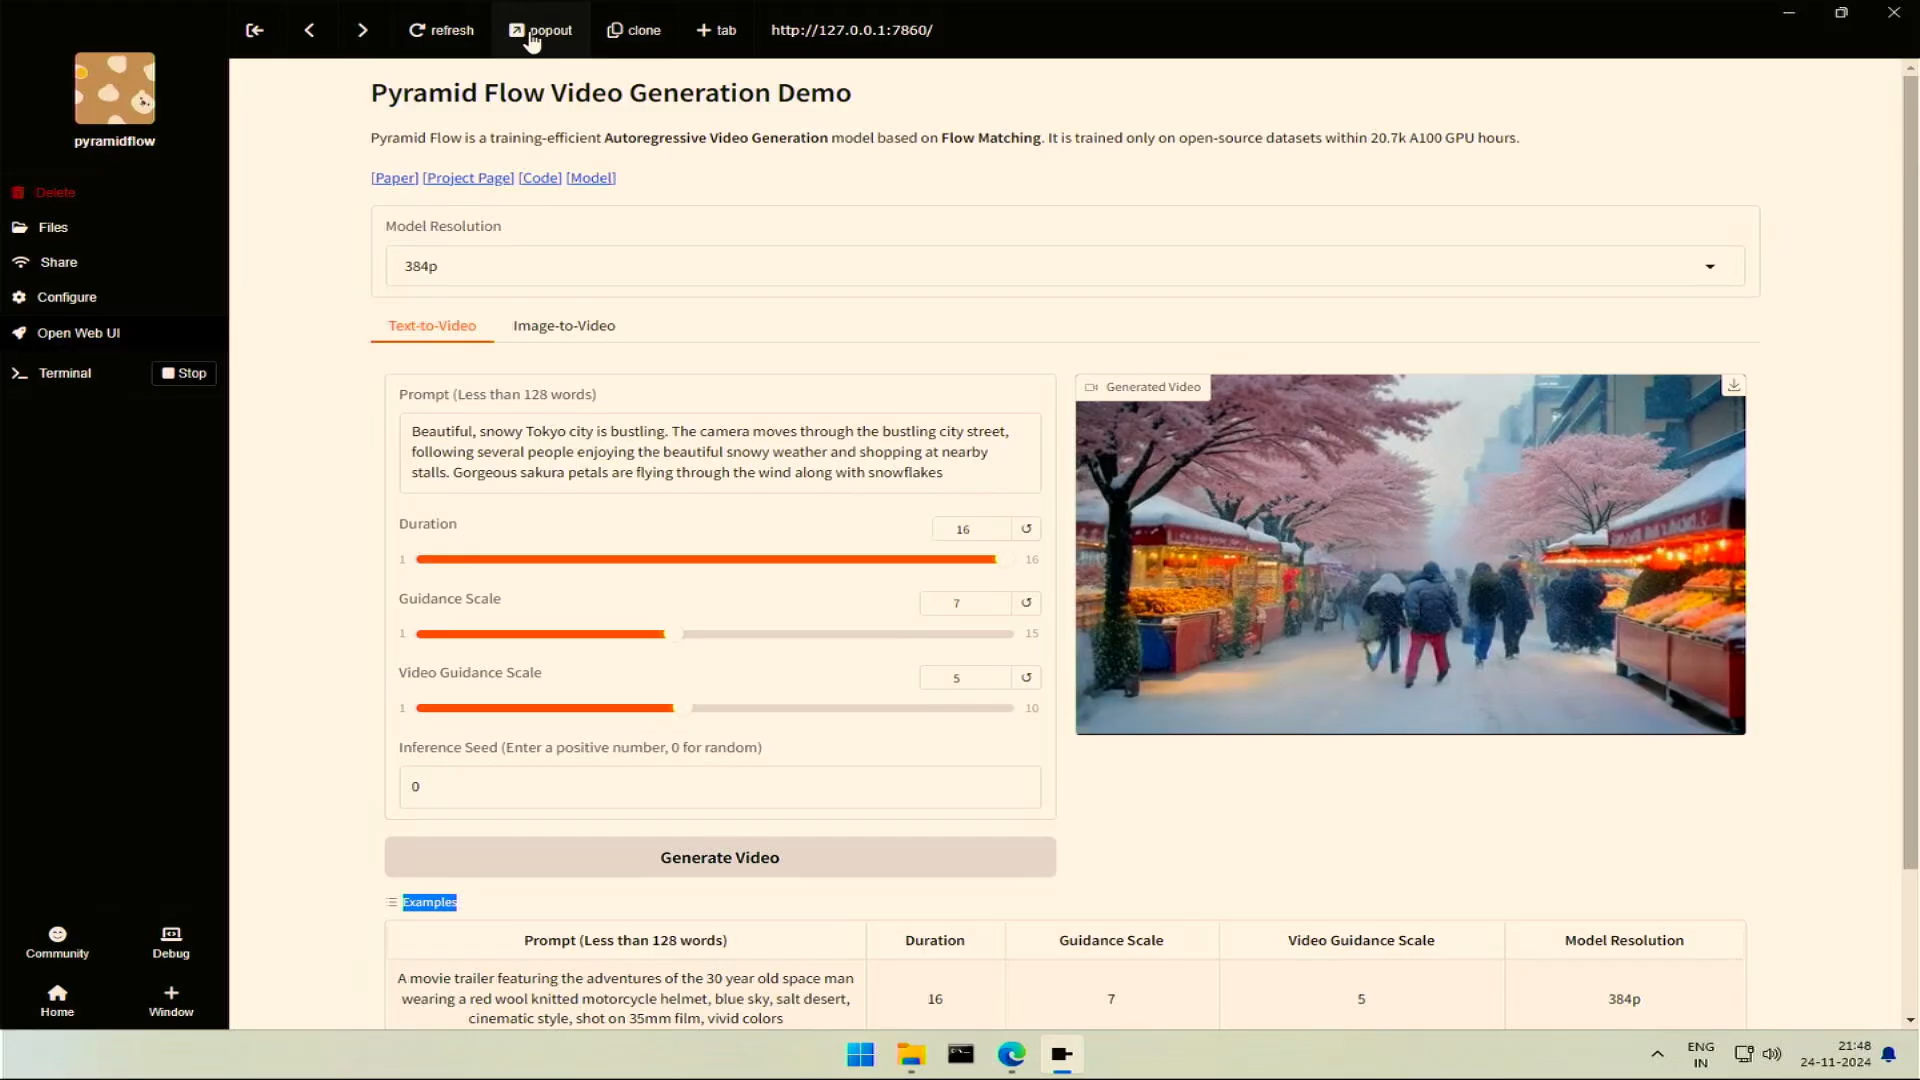 refresh
popout
clone
tab
http://127.0.0.1:7860/
pyramidflow
Delete
Files
Share
Configure
Open Web UI
Terminal
Stop
Community
Debug
Home
Window
Pyramid Flow Video Generation Demo
Pyramid Flow is a training-efficient Autoregressive Video Generation model based on Flow Matching. It is trained only on open-source datasets within 20.7k A100 GPU hours.
[Paper] [Project Page] [Code] [Model]
Model Resolution
384p
Text-to-Video Image-to-Video
Prompt (Less than 128 words)
Beautiful, snowy Tokyo city is bustling. The camera moves through the bustling city street,
following several people enjoying the beautiful snowy weather and shopping at nearby
stalls. Gorgeous sakura petals are flying through the wind along with snowflakes
Duration
16
1 16
Guidance Scale
7
1 15
Video Guidance Scale
5
1 10
Inference Seed (Enter a positive number, 0 for random)
0
Generate Video
Generated Video
Examples
Prompt (Less than 128 words) Duration Guidance Scale Video Guidance Scale Model Resolution
A movie trailer featuring the adventures of the 30 year old space man
wearing a red wool knitted motorcycle helmet, blue sky, salt desert,
cinematic style, shot on 35mm film, vivid colors
16 7 5 384p
ENG
IN
21:48
24-11-2024